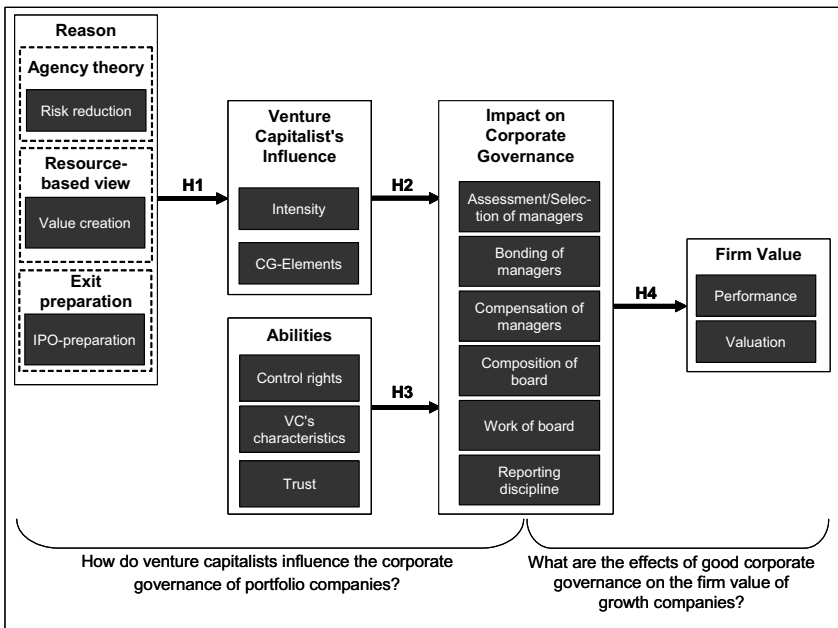 Reason
Agency theory
Risk reduction
Resource-
based view
Value creation
Exit
preparation
IPO-preparation
H1
Venture
Capitalist's
Influence
Intensity
CG-Elements
H2
Abilities
Control rights
VC's
characteristics
Trust
H3
Impact on
Corporate
Governance
Assessment/Selec-
tion of managers
Bonding of
managers
Compensation of
managers
Composition of
board
Work of board
Reporting
discipline
H4
Firm Value
Performance
Valuation
How do venture capitalists influence the corporate
governance of portfolio companies?
What are the effects of good corporate
governance on the firm value of
growth companies?